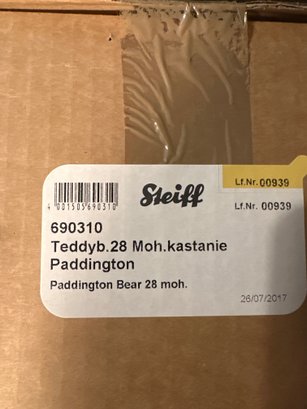 Lf.Nr. 00939
Steiff
4 001505 690310
Lf.Nr. 00939
690310
Teddyb.28 Moh.kastanie
Paddington
Paddington Bear 28 moh.
26/07/2017